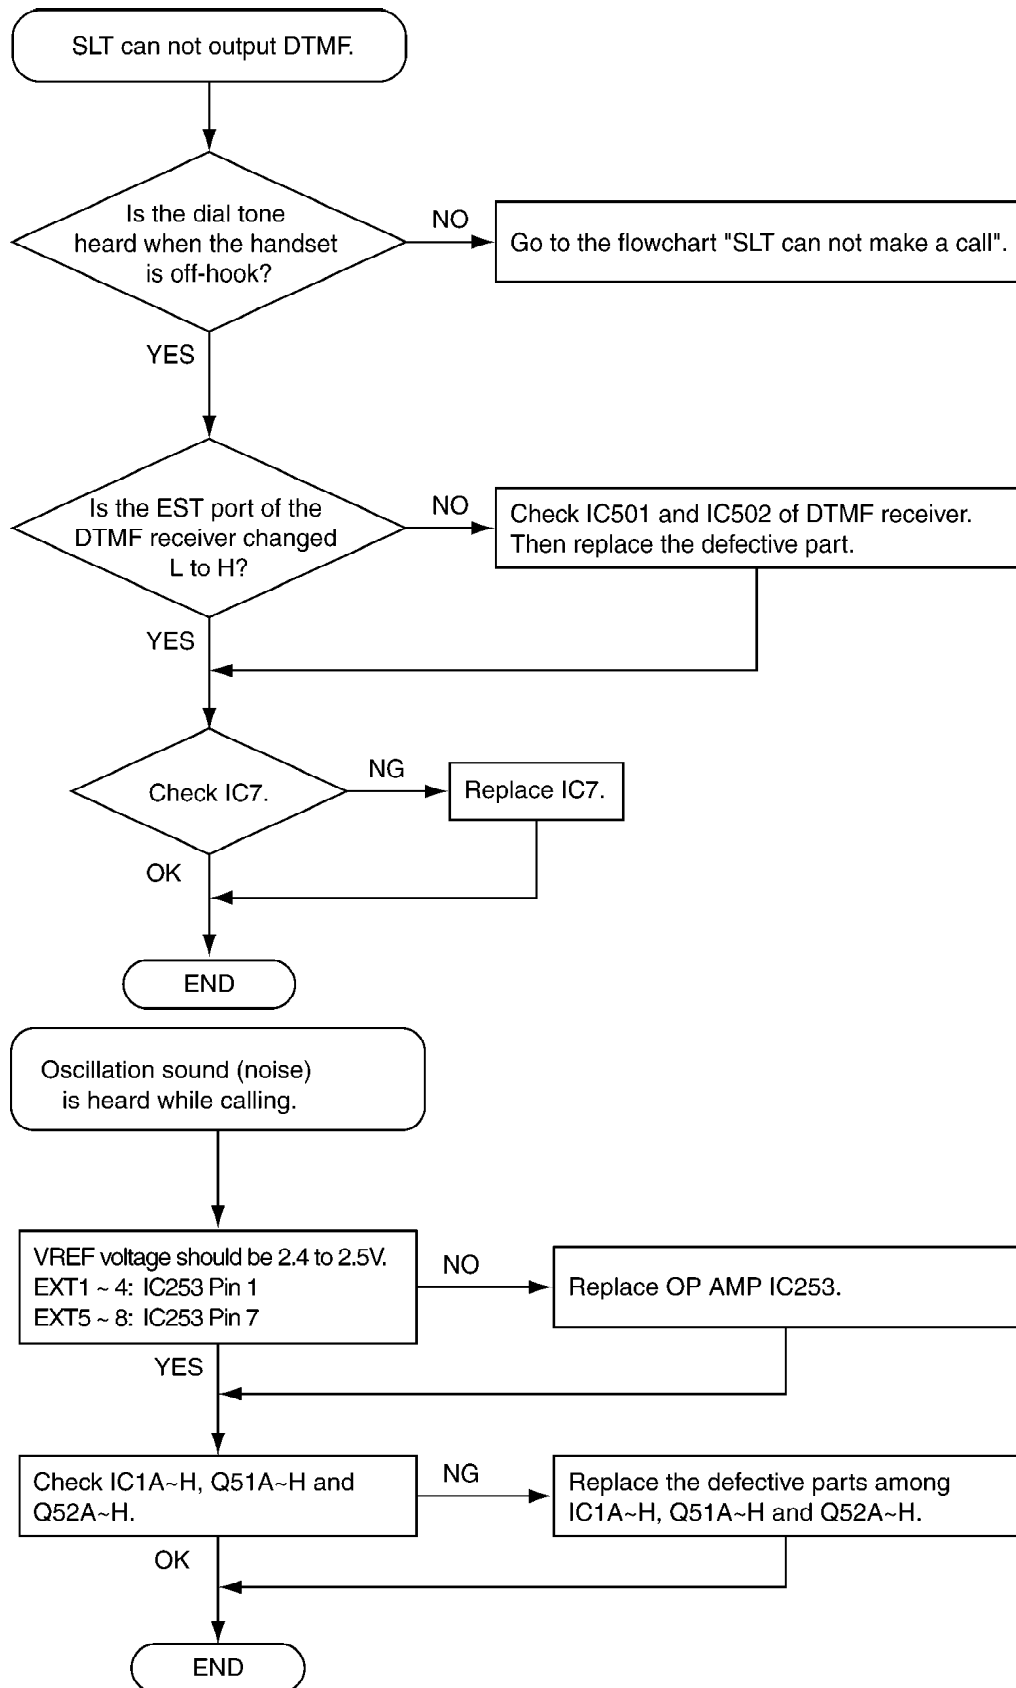 SLT can not output DTMF.
Is the dial tone
heard when the handset
is off-hook?
NO
Go to the flowchart "SLT can not make a call".
YES
Is the EST port of the
DTMF receiver changed
L to H?
NO
Check IC501 and IC502 of DTMF receiver.
Then replace the defective part.
YES
Check IC7.
NG
Replace IC7.
OK
END
Oscillation sound (noise)
is heard while calling.
VREF voltage should be 2.4 to 2.5V.
EXT1 ~ 4: IC253 Pin 1
EXT5 ~ 8: IC253 Pin 7
NO
Replace OP AMP IC253.
YES
Check IC1A~H, Q51A~H and
Q52A~H.
NG
Replace the defective parts among
IC1A~H, Q51A~H and Q52A~H.
OK
END